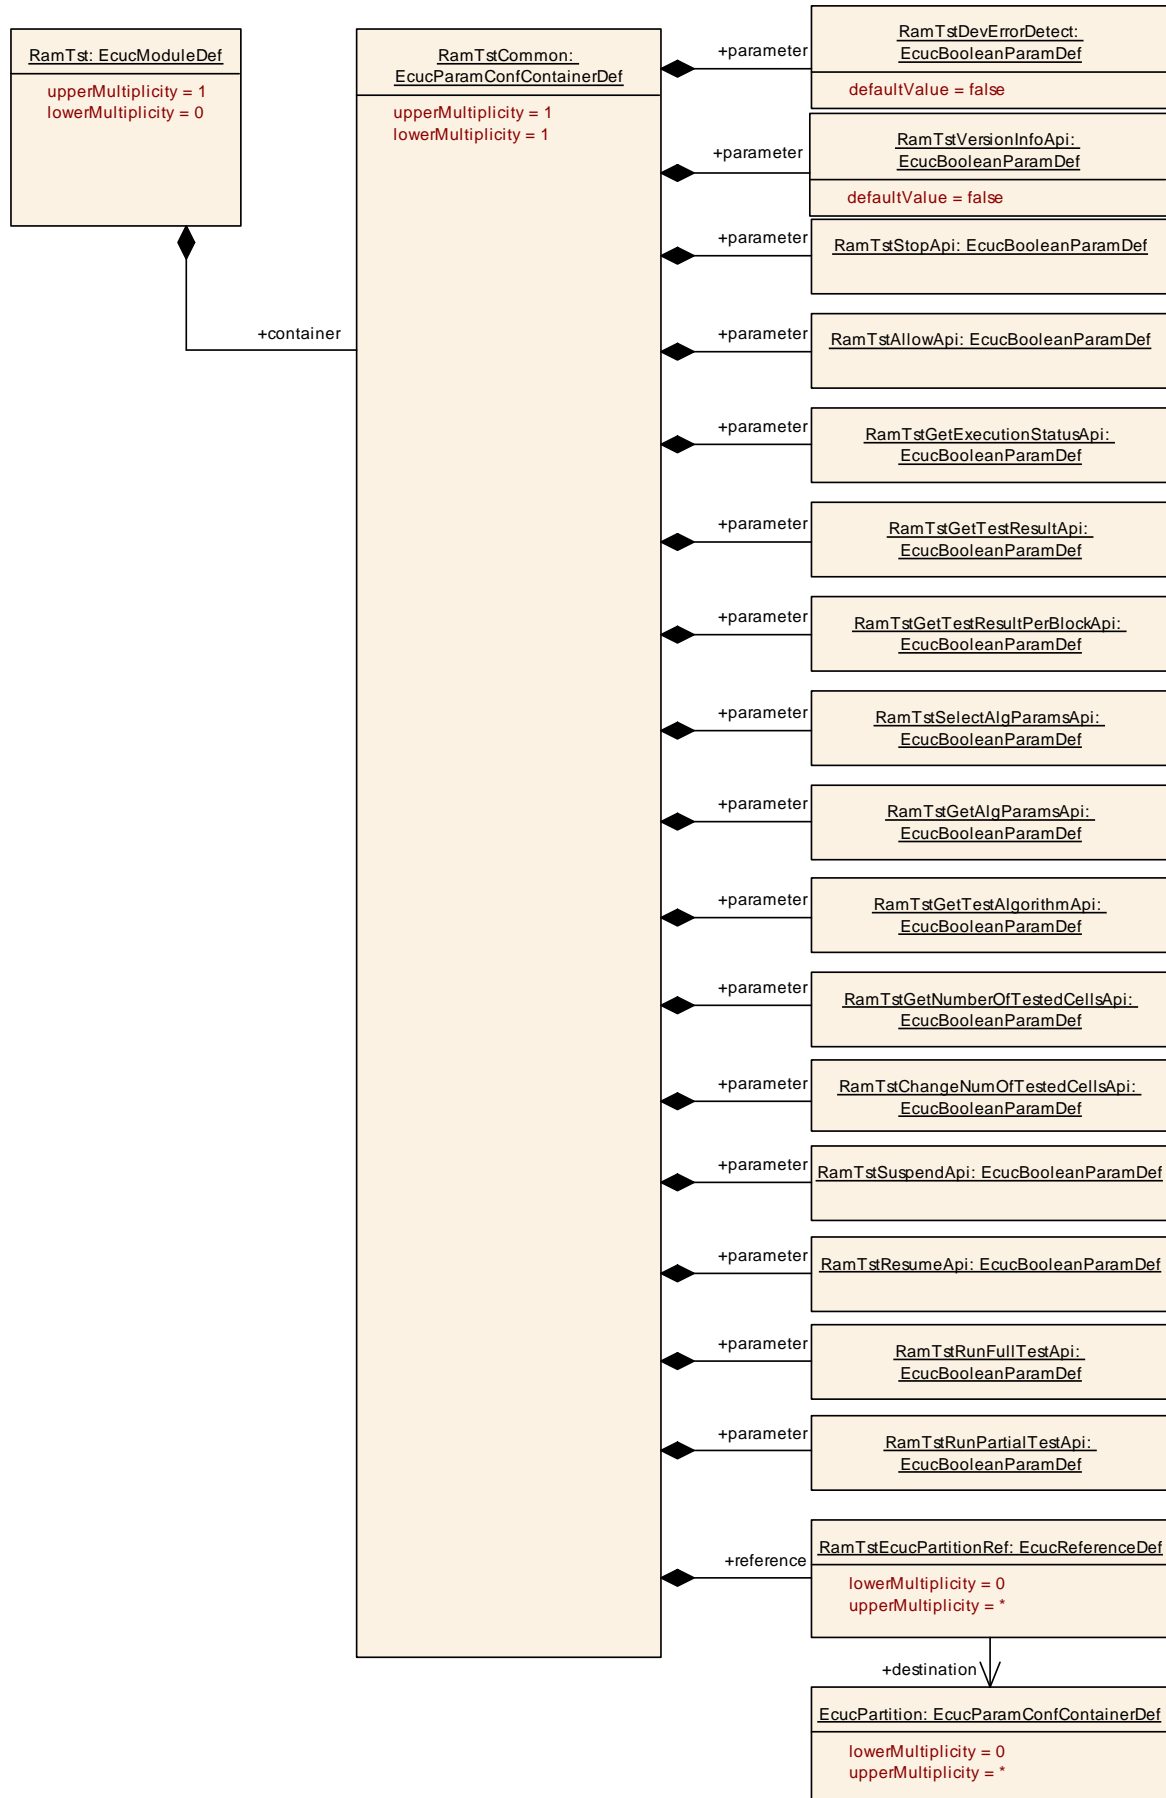 RamTst: EcucModuleDef
upperMultiplicity = 1
lowerMultiplicity = 0
+container
RamTstCommon:
EcucParamConfContainerDef
upperMultiplicity = 1
lowerMultiplicity = 1
+parameter
RamTstDevErrorDetect:
EcucBooleanParamDef
defaultValue = false
+parameter
RamTstVersionInfoApi:
EcucBooleanParamDef
defaultValue = false
+parameter
RamTstStopApi: EcucBooleanParamDef
+parameter
RamTstAllowApi: EcucBooleanParamDef
+parameter
RamTstGetExecutionStatusApi:
EcucBooleanParamDef
+parameter
RamTstGetTestResultApi:
EcucBooleanParamDef
+parameter
RamTstGetTestResultPerBlockApi:
EcucBooleanParamDef
+parameter
RamTstSelectAlgParamsApi:
EcucBooleanParamDef
+parameter
RamTstGetAlgParamsApi:
EcucBooleanParamDef
+parameter
RamTstGetTestAlgorithmApi:
EcucBooleanParamDef
+parameter
RamTstGetNumberOfTestedCellsApi:
EcucBooleanParamDef
+parameter
RamTstChangeNumOfTestedCellsApi:
EcucBooleanParamDef
+parameter
RamTstSuspendApi: EcucBooleanParamDef
+parameter
RamTstResumeApi: EcucBooleanParamDef
+parameter
RamTstRunFullTestApi:
EcucBooleanParamDef
+parameter
RamTstRunPartialTestApi:
EcucBooleanParamDef
+reference
RamTstEcucPartitionRef: EcucReferenceDef
lowerMultiplicity = 0
upperMultiplicity = *
+destination
EcucPartition: EcucParamConfContainerDef
lowerMultiplicity = 0
upperMultiplicity = *